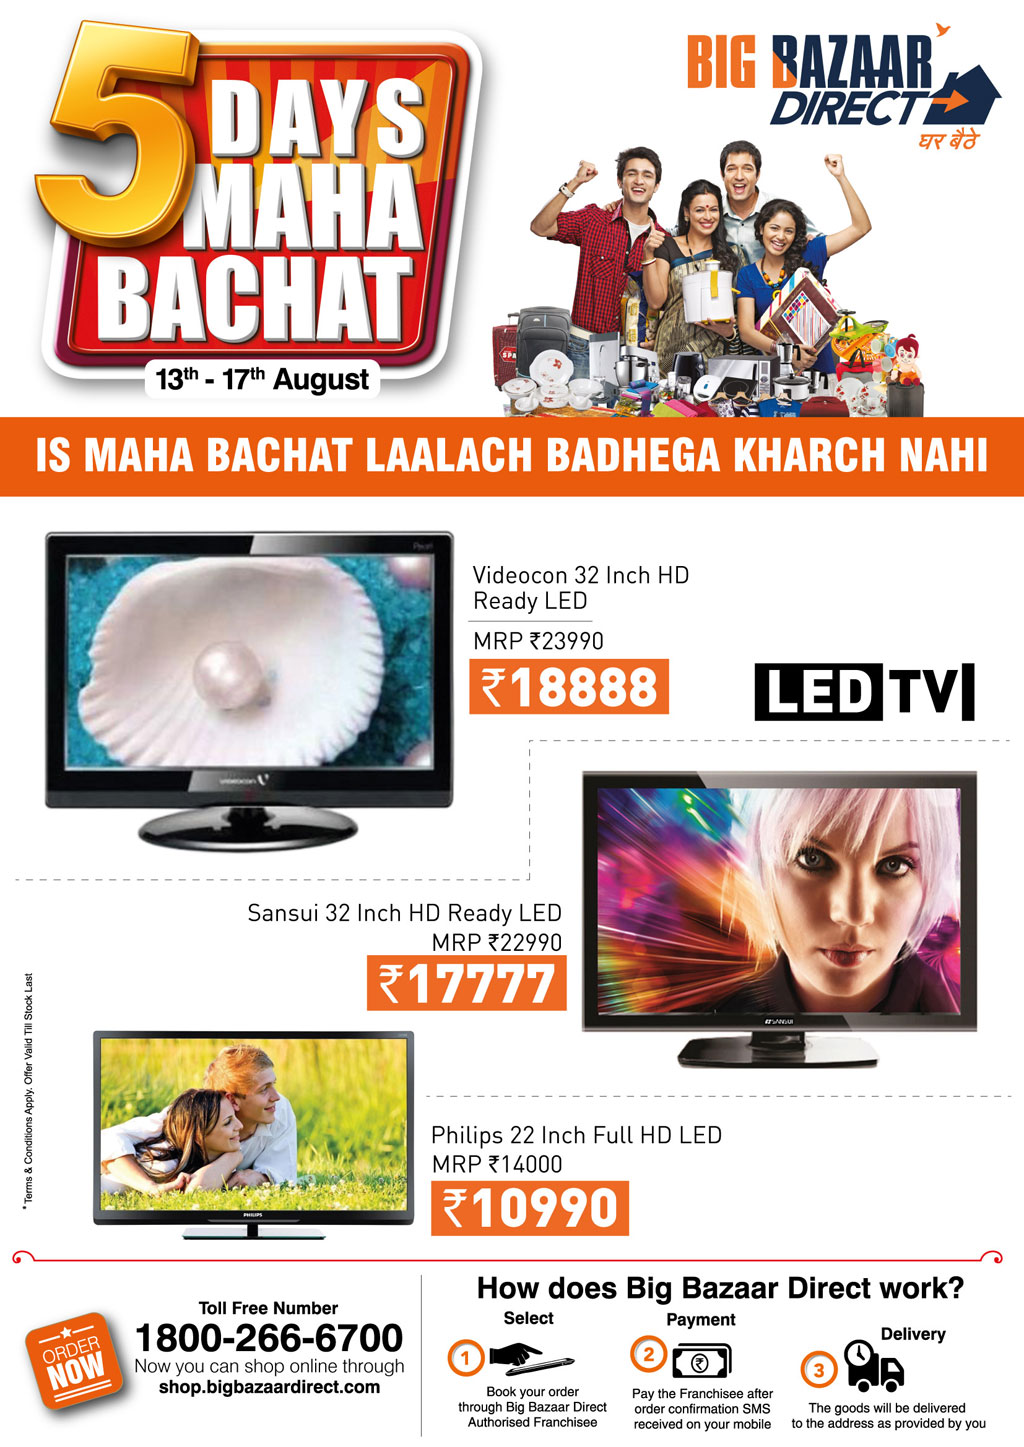 5 DAYS
MAHA
BACHAT
13th - 17th August
BIG BAZAAR
DIRECT
घर बैठे
IS MAHA BACHAT LAALACH BADHEGA KHARCH NAHI
Videocon 32 Inch HD
Ready LED
MRP ₹23990
₹18888
LED TV
VIDEOCON
Sansui 32 Inch HD Ready LED
MRP ₹22990
₹17777
SANSUI
Philips 22 Inch Full HD LED
MRP ₹14000
₹10990
PHILIPS
*Terms & Conditions Apply. Offer Valid Till Stock Last
ORDER
NOW
Toll Free Number
1800-266-6700
Now you can shop online through
shop.bigbazaardirect.com
How does Big Bazaar Direct work?
Select
1
Book your order
through Big Bazaar Direct
Authorised Franchisee
Payment
2
₹
Pay the Franchisee after
order confirmation SMS
received on your mobile
Delivery
3
The goods will be delivered
to the address as provided by you